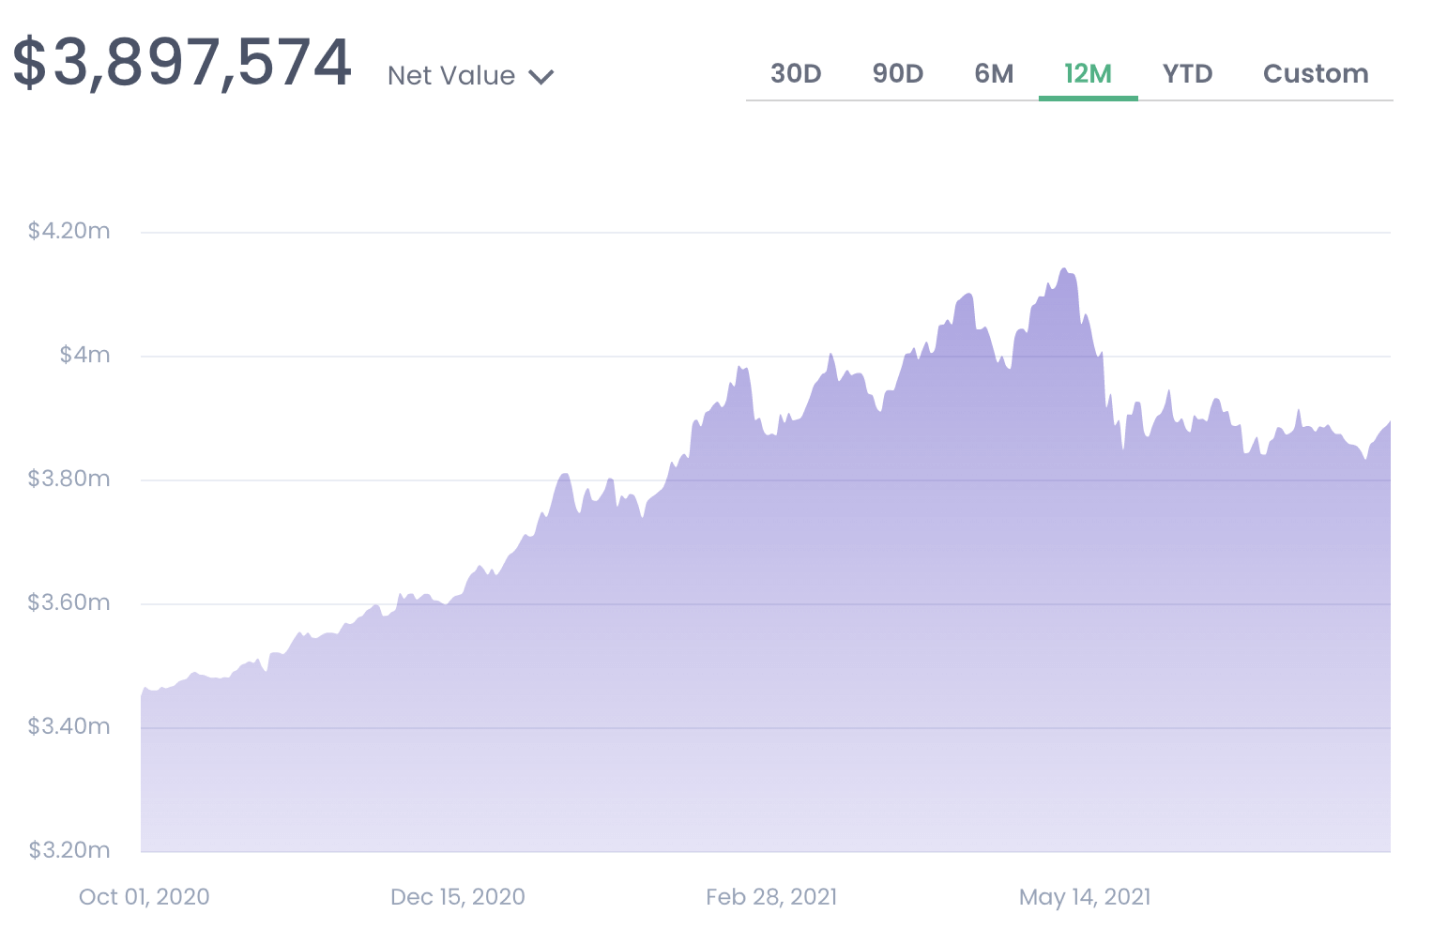 $3,897,574 Net Value
30D 90D 6M 12M YTD Custom
$4.20m
$4m
$3.80m
$3.60m
$3.40m
$3.20m
Oct 01, 2020 Dec 15, 2020 Feb 28, 2021 May 14, 2021